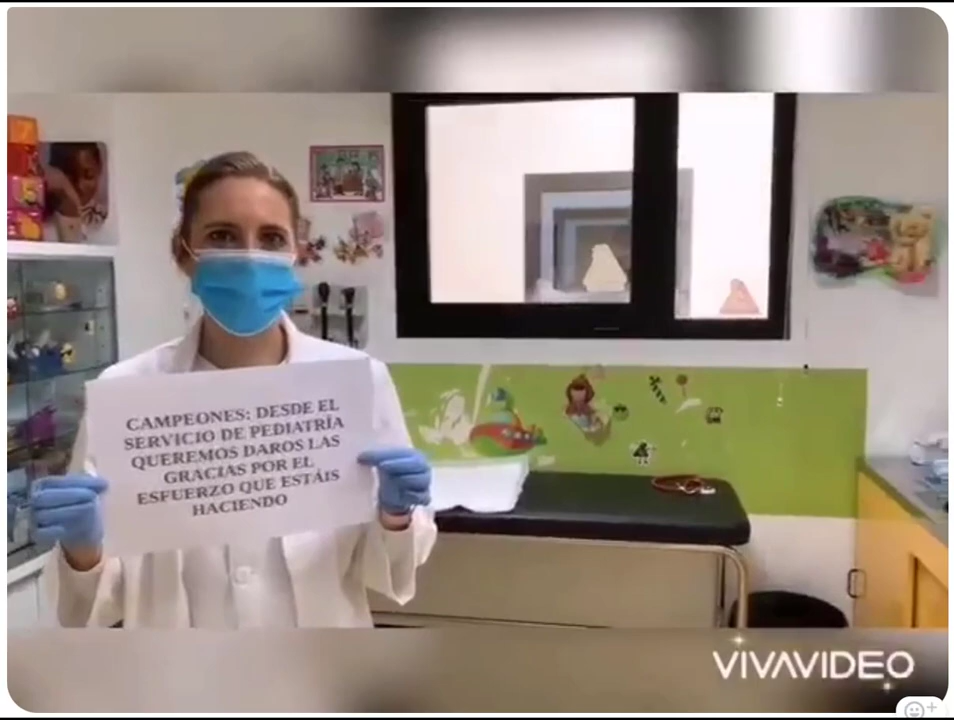 CAMPEONES: DESDE EL
SERVICIO DE PEDIATRÍA
QUEREMOS DAROS LAS
GRACIAS POR EL
ESFUERZO QUE ESTÁIS
HACIENDO
VIVAVIDEO